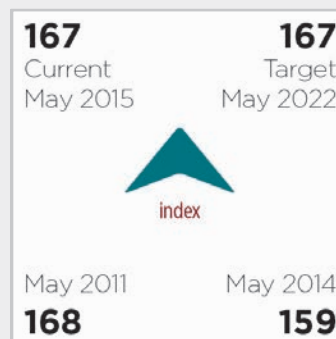 167 167
Current Target
May 2015 May 2022
index
May 2011 May 2014
168 159